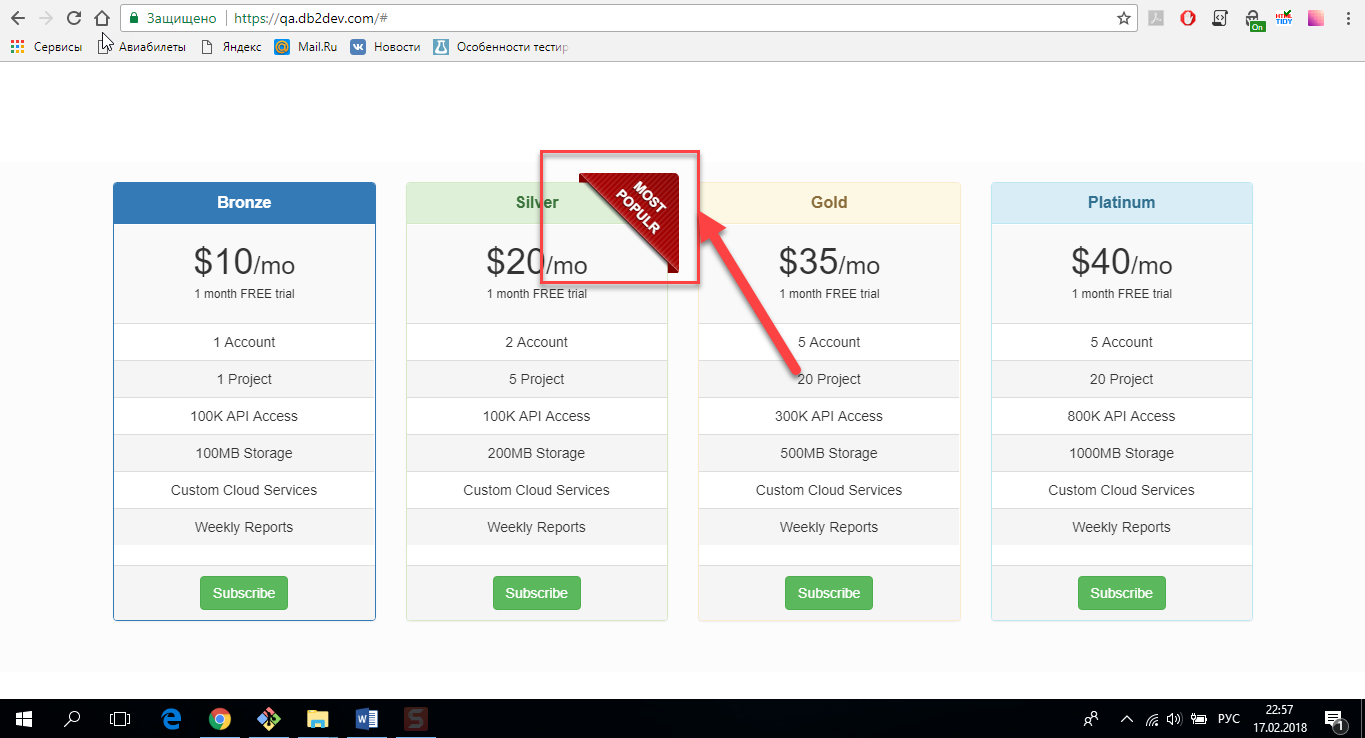 Защищено
https://qa.db2dev.com/#
On
HTML
TIDY
Сервисы
Авиабилеты
Яндекс
Mail.Ru
Новости
Особенности тестир
Bronze
$10/mo
1 month FREE trial
1 Account
1 Project
100K API Access
100MB Storage
Custom Cloud Services
Weekly Reports
Subscribe
MOST
POPULR
Silver
$20/mo
1 month FREE trial
2 Account
5 Project
100K API Access
200MB Storage
Custom Cloud Services
Weekly Reports
Subscribe
Gold
$35/mo
1 month FREE trial
5 Account
20 Project
300K API Access
500MB Storage
Custom Cloud Services
Weekly Reports
Subscribe
Platinum
$40/mo
1 month FREE trial
5 Account
20 Project
800K API Access
1000MB Storage
Custom Cloud Services
Weekly Reports
Subscribe
РУС
22:57
17.02.2018
1